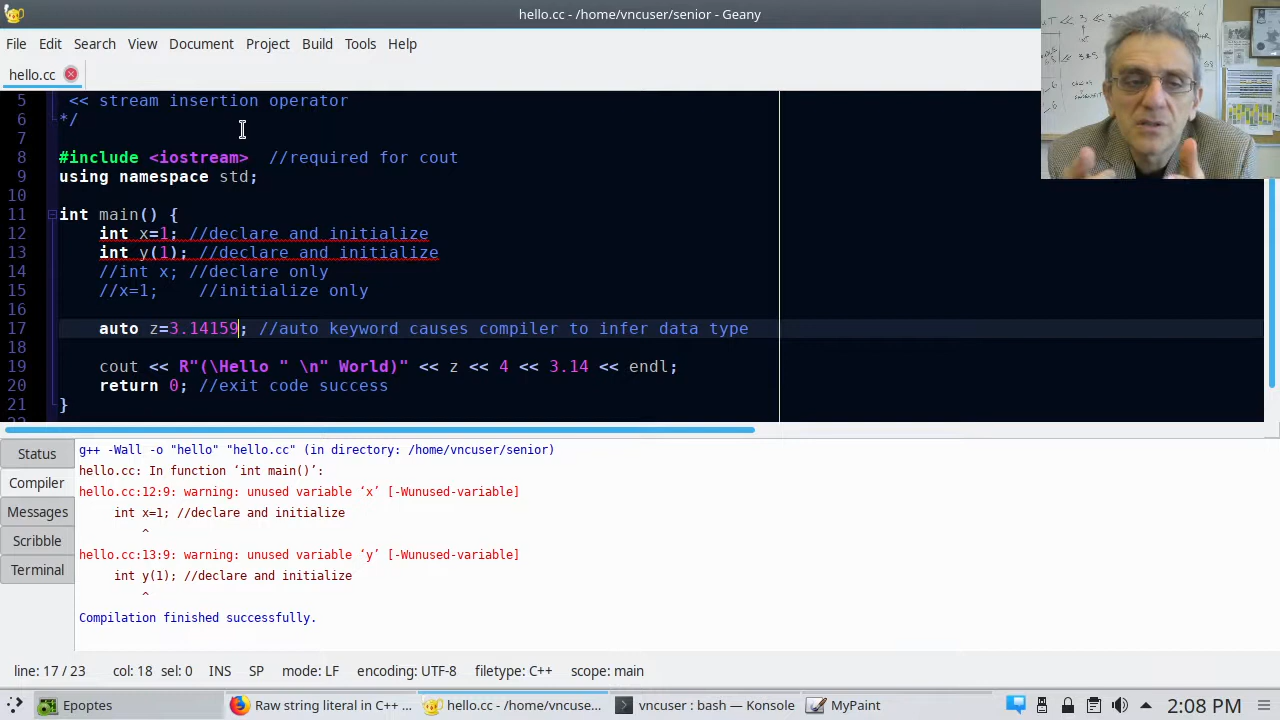 hello.cc - /home/vncuser/senior - Geany
File Edit Search View Document Project Build Tools Help
hello.cc
5 << stream insertion operator
6 */
7
8 #include <iostream>  //required for cout
9 using namespace std;
10
11 int main() {
12     int x=1; //declare and initialize
13     int y(1); //declare and initialize
14     //int x; //declare only
15     //x=1;    //initialize only
16
17     auto z=3.14159; //auto keyword causes compiler to infer data type
18
19     cout << R"(\Hello " \n" World)" << z << 4 << 3.14 << endl;
20     return 0; //exit code success
21 }
Status
Compiler
Messages
Terminal
Scribble
g++ -Wall -o "hello" "hello.cc" (in directory: /home/vncuser/senior)
hello.cc: In function ‘int main()’:
hello.cc:12:9: warning: unused variable ‘x’ [-Wunused-variable]
int x=1; //declare and initialize
^
hello.cc:13:9: warning: unused variable ‘y’ [-Wunused-variable]
int y(1); //declare and initialize
^
Compilation finished successfully.
line: 17 / 23 col: 18 sel: 0 INS SP mode: LF encoding: UTF-8 filetype: C++ scope: main
Epoptes Raw string literal in C++ ... hello.cc - /home/vncuse... vncuser : bash — Konsole MyPaint 2:08 PM